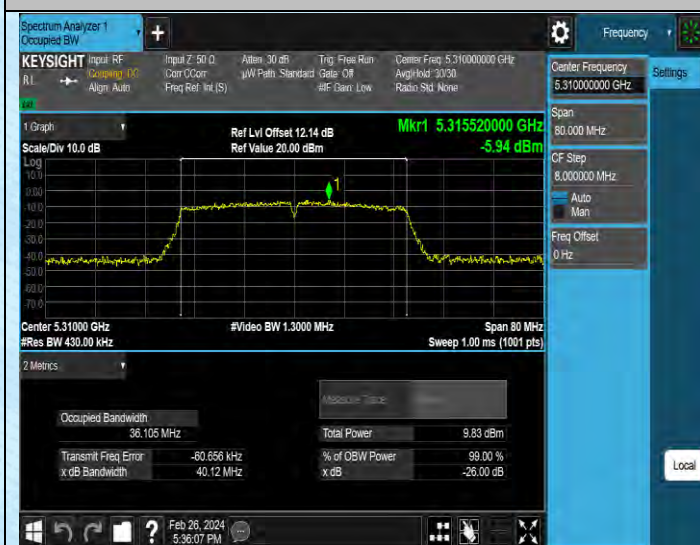 Spectrum Analyzer 1
Occupied BW
Frequency
KEYSIGHT Input: RF Input Z: 50 Ω Atten: 30 dB Trig: Free Run Center Freq: 5.310000000 GHz
RL Coupling: DC Corr CCorr µW Path: Standard Gate: Off Avg|Hold: 30/30
Align: Auto Freq Ref: Int (S) #IF Gain: Low Radio Std: None
1 Graph
Scale/Div 10.0 dB
Ref Lvl Offset 12.14 dB
Ref Value 20.00 dBm
Mkr1 5.315520000 GHz
-5.94 dBm
Log
10.0
0.00
-10.0
-20.0
-30.0
-40.0
-50.0
-60.0
-70.0
1
Center 5.31000 GHz #Video BW 1.3000 MHz Span 80 MHz
#Res BW 430.00 kHz Sweep 1.00 ms (1001 pts)
2 Metrics
Measure Trace
Occupied Bandwidth
36.105 MHz
Total Power 9.83 dBm
Transmit Freq Error -60.656 kHz % of OBW Power 99.00 %
x dB Bandwidth 40.12 MHz x dB -26.00 dB
Center Frequency
5.310000000 GHz
Settings
Span
80.000 MHz
CF Step
8.000000 MHz
Auto
Man
Freq Offset
0 Hz
Local
?
Feb 26, 2024
5:36:07 PM